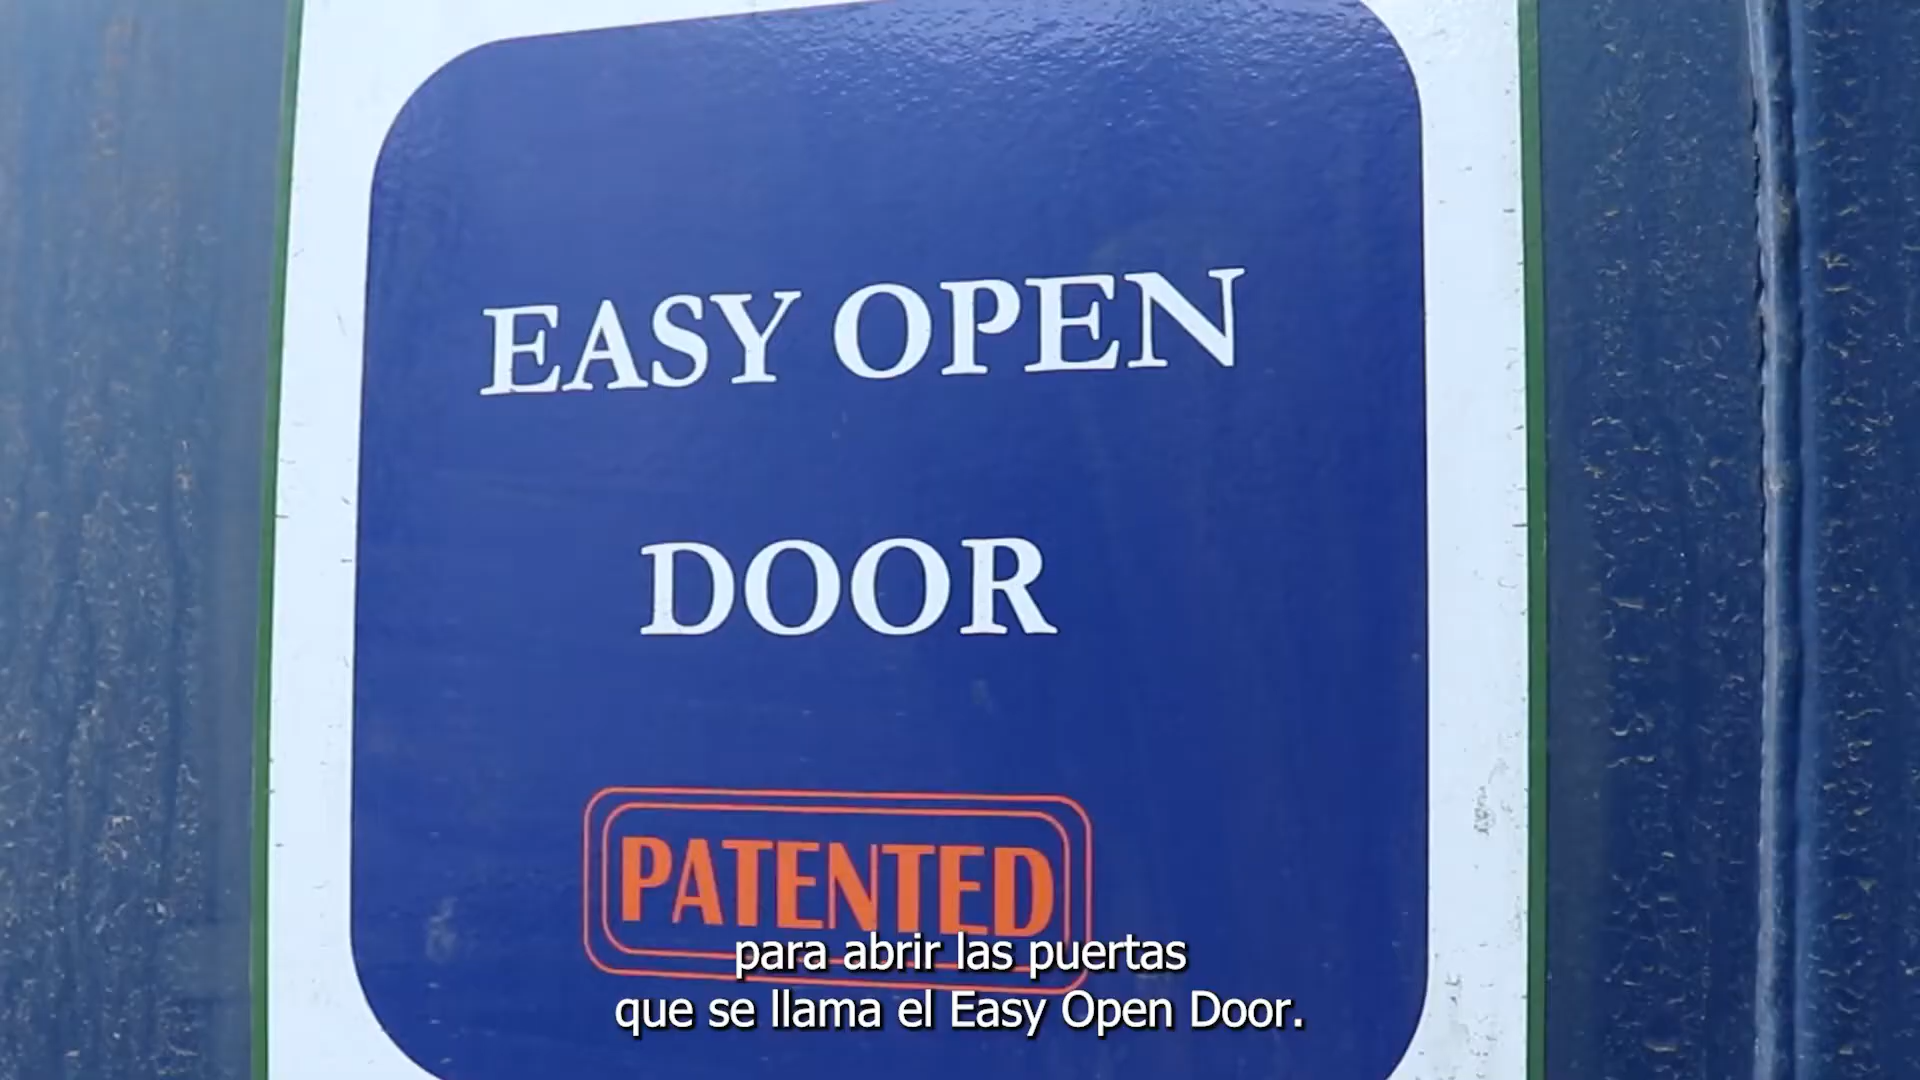 EASY OPEN
DOOR
PATENTED
para abrir las puertas
que se llama el Easy Open Door.